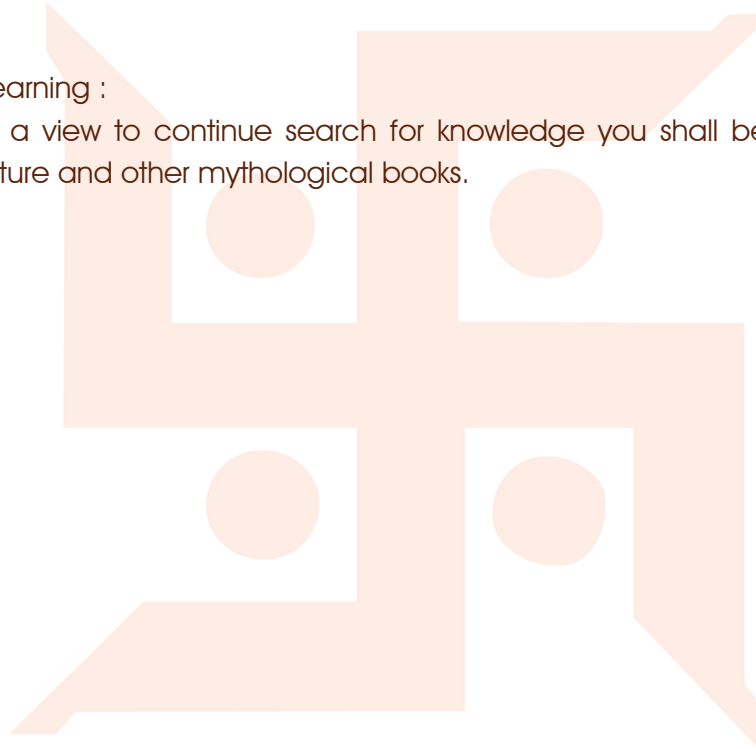 earning :
a view to continue search for knowledge you shall be
ture and other mythological books.